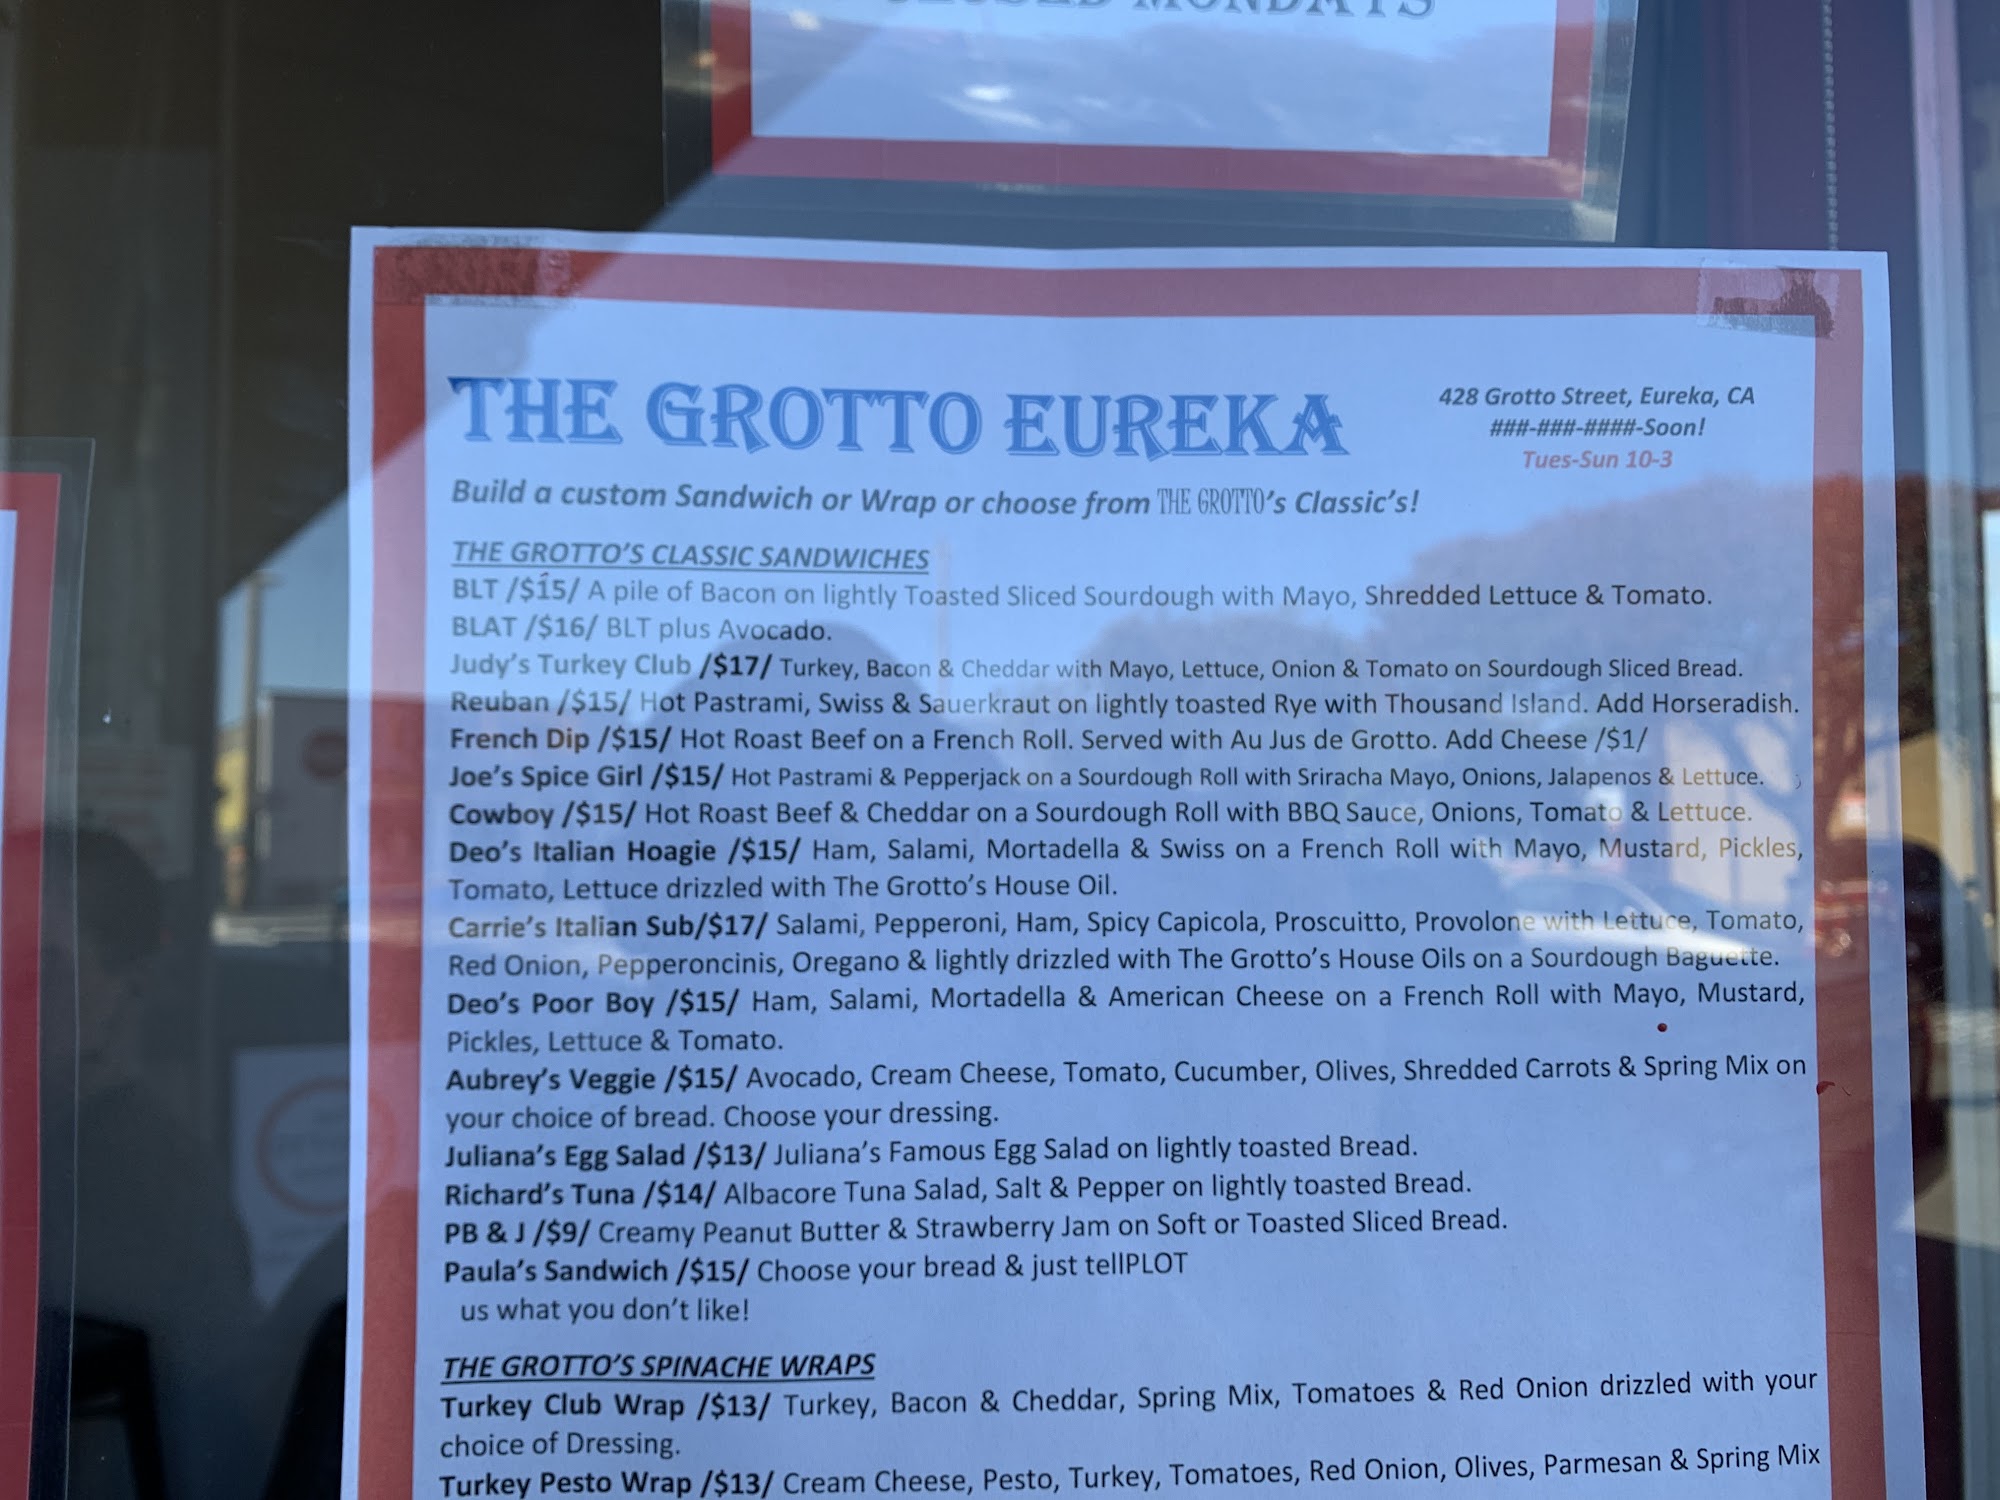 CLOSED MONDAYS
THE GROTTO EUREKA
428 Grotto Street, Eureka, CA
###-###-####-Soon!
Tues-Sun 10-3
Build a custom Sandwich or Wrap or choose from THE GROTTO's Classic's!
THE GROTTO'S CLASSIC SANDWICHES
BLT /$15/ A pile of Bacon on lightly Toasted Sliced Sourdough with Mayo, Shredded Lettuce & Tomato.
BLAT /$16/ BLT plus Avocado.
Judy's Turkey Club /$17/ Turkey, Bacon & Cheddar with Mayo, Lettuce, Onion & Tomato on Sourdough Sliced Bread.
Reuban /$15/ Hot Pastrami, Swiss & Sauerkraut on lightly toasted Rye with Thousand Island. Add Horseradish.
French Dip /$15/ Hot Roast Beef on a French Roll. Served with Au Jus de Grotto. Add Cheese /$1/
Joe's Spice Girl /$15/ Hot Pastrami & Pepperjack on a Sourdough Roll with Sriracha Mayo, Onions, Jalapenos & Lettuce.
Cowboy /$15/ Hot Roast Beef & Cheddar on a Sourdough Roll with BBQ Sauce, Onions, Tomato & Lettuce.
Deo's Italian Hoagie /$15/ Ham, Salami, Mortadella & Swiss on a French Roll with Mayo, Mustard, Pickles,
Tomato, Lettuce drizzled with The Grotto's House Oil.
Carrie's Italian Sub/$17/ Salami, Pepperoni, Ham, Spicy Capicola, Proscuitto, Provolone with Lettuce, Tomato,
Red Onion, Pepperoncinis, Oregano & lightly drizzled with The Grotto's House Oils on a Sourdough Baguette.
Deo's Poor Boy /$15/ Ham, Salami, Mortadella & American Cheese on a French Roll with Mayo, Mustard,
Pickles, Lettuce & Tomato.
Aubrey's Veggie /$15/ Avocado, Cream Cheese, Tomato, Cucumber, Olives, Shredded Carrots & Spring Mix on
your choice of bread. Choose your dressing.
Juliana's Egg Salad /$13/ Juliana's Famous Egg Salad on lightly toasted Bread.
Richard's Tuna /$14/ Albacore Tuna Salad, Salt & Pepper on lightly toasted Bread.
PB & J /$9/ Creamy Peanut Butter & Strawberry Jam on Soft or Toasted Sliced Bread.
Paula's Sandwich /$15/ Choose your bread & just tellPLOT
us what you don't like!
THE GROTTO'S SPINACHE WRAPS
Turkey Club Wrap /$13/ Turkey, Bacon & Cheddar, Spring Mix, Tomatoes & Red Onion drizzled with your
choice of Dressing.
Turkey Pesto Wrap /$13/ Cream Cheese, Pesto, Turkey, Tomatoes, Red Onion, Olives, Parmesan & Spring Mix